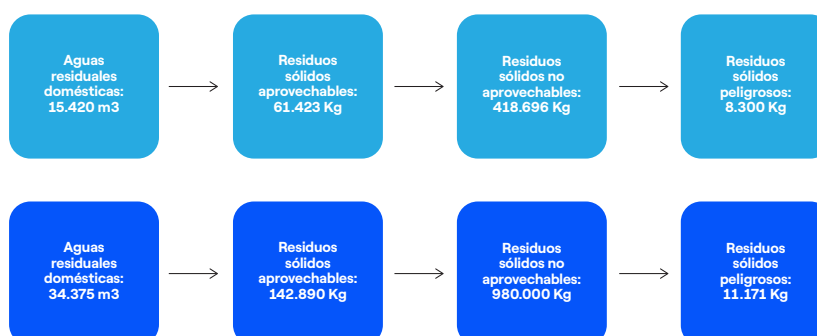 Aguas
residuales
domésticas:
15.420 m3
Residuos
sólidos
aprovechables:
61.423 Kg
Residuos
sólidos no
aprovechables:
418.696 Kg
Residuos
sólidos
peligrosos:
8.300 Kg
Aguas
residuales
domésticas:
34.375 m3
Residuos
sólidos
aprovechables:
142.890 Kg
Residuos
sólidos no
aprovechables:
980.000 Kg
Residuos
sólidos
peligrosos:
11.171 Kg